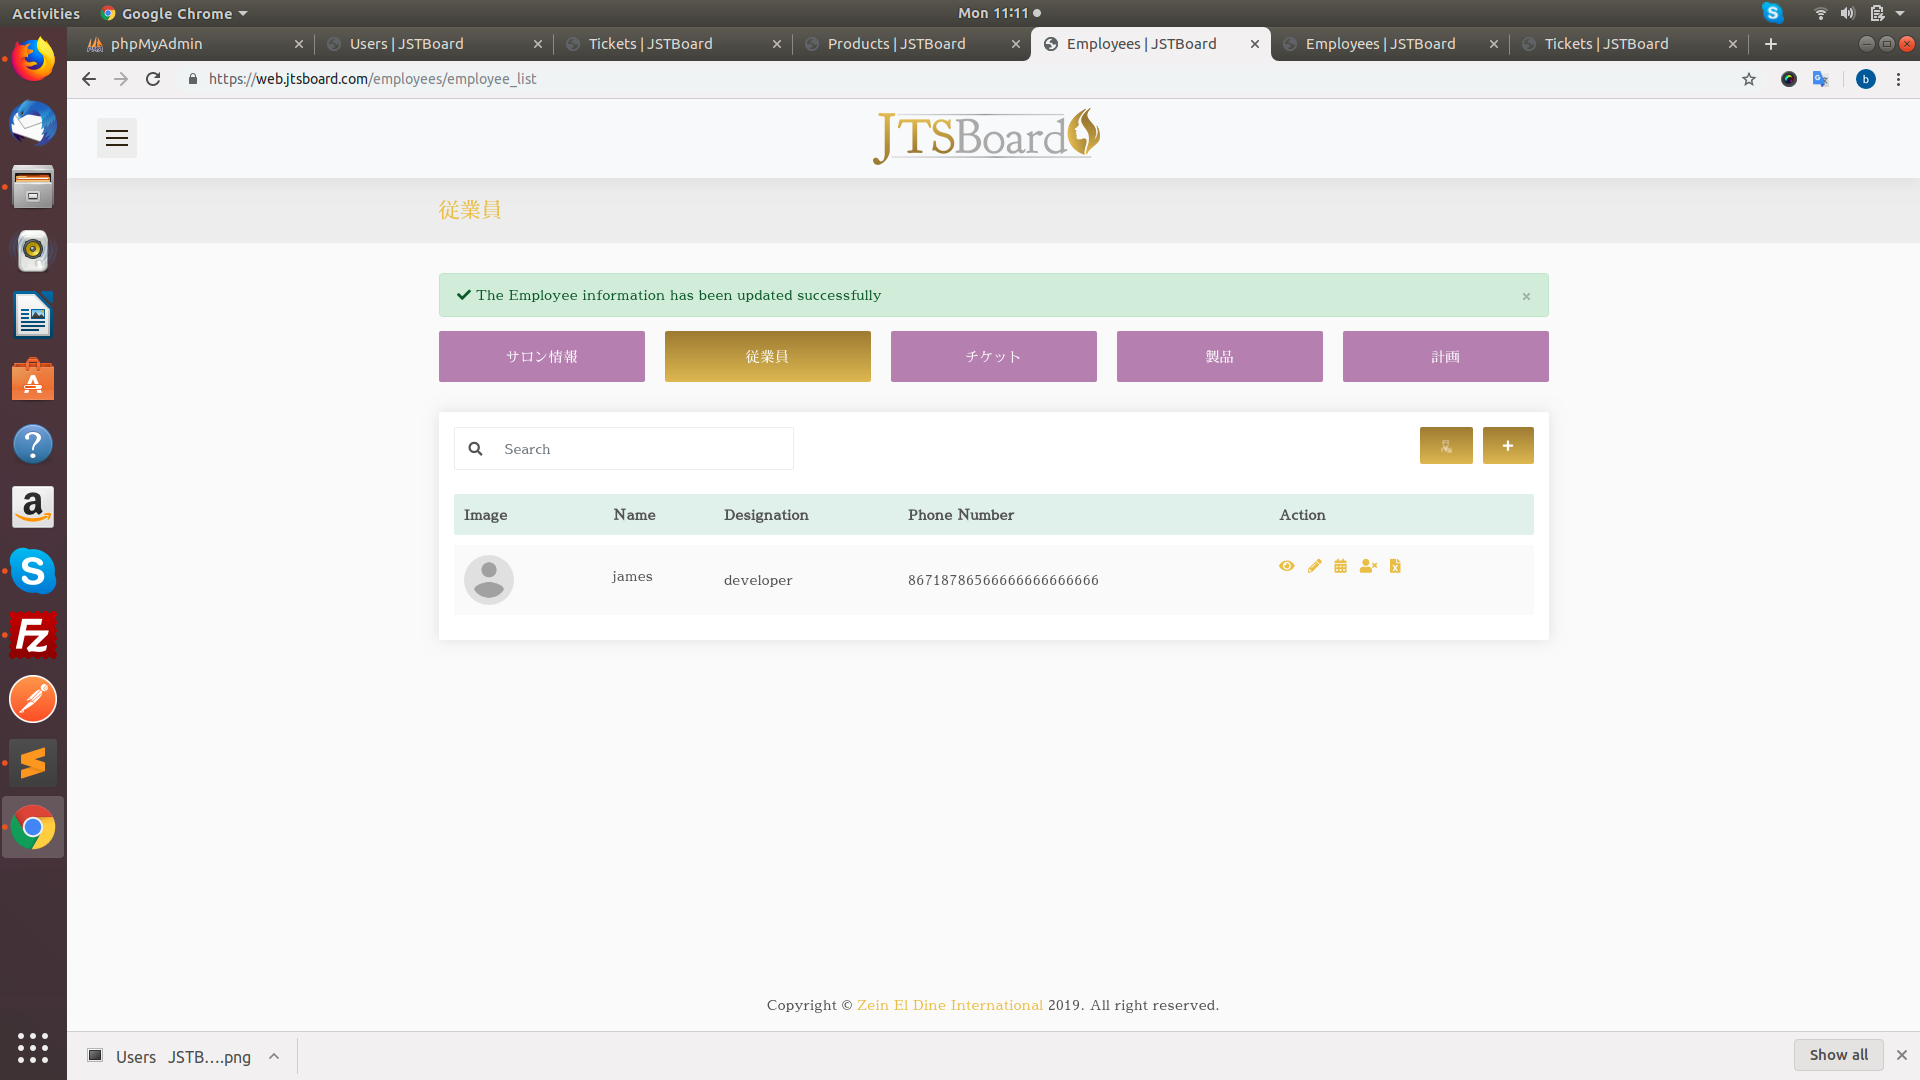 Activities Google Chrome Mon 11:11
phpMyAdmin Users | JSTBoard Tickets | JSTBoard Products | JSTBoard Employees | JSTBoard Employees | JSTBoard Tickets | JSTBoard
https://web.jtsboard.com/employees/employee_list b
JTSBoard
従業員
The Employee information has been updated successfully ×
サロン情報 従業員 チケット 製品 計画
Search
Image Name Designation Phone Number Action
james developer 86718786566666666666666
Copyright © Zein El Dine International 2019. All right reserved.
Users JSTB....png Show all